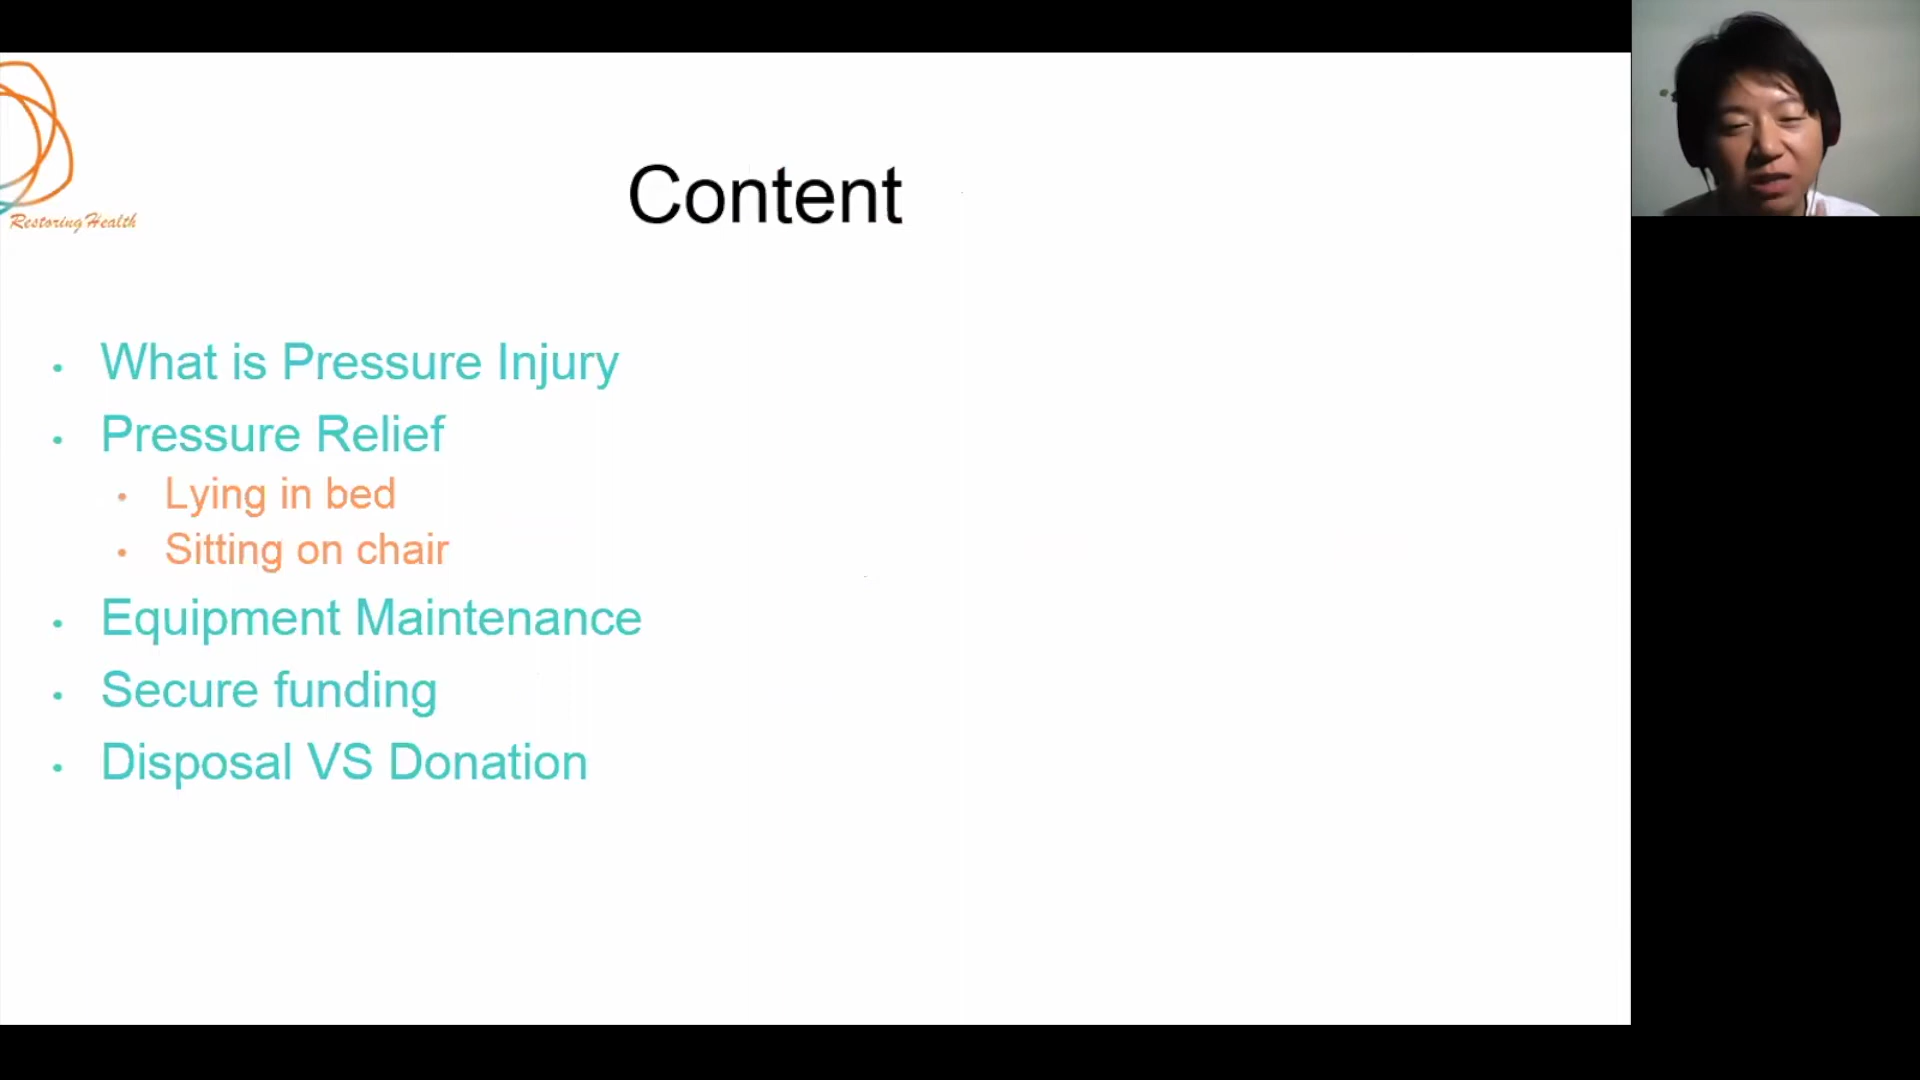 Restoring Health
Content
• What is Pressure Injury
• Pressure Relief
• Lying in bed
• Sitting on chair
• Equipment Maintenance
• Secure funding
• Disposal VS Donation